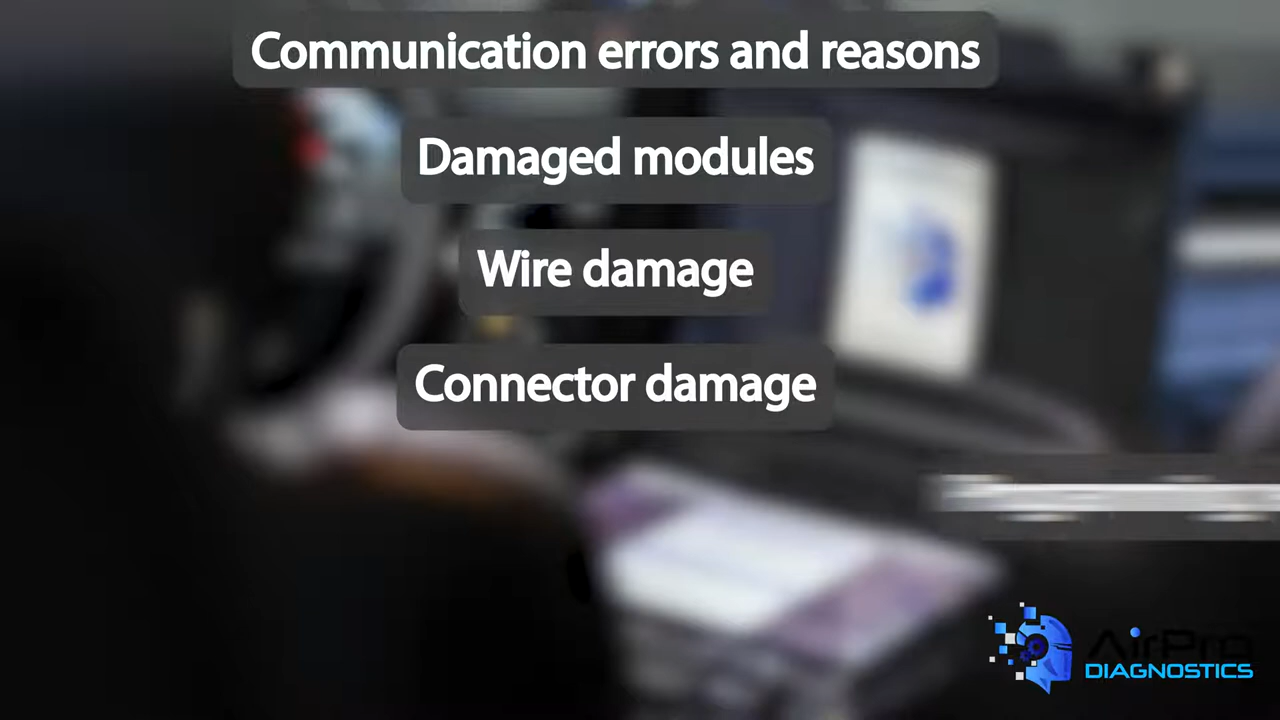 Communication errors and reasons
Damaged modules
Wire damage
Connector damage
AirPro
DIAGNOSTICS